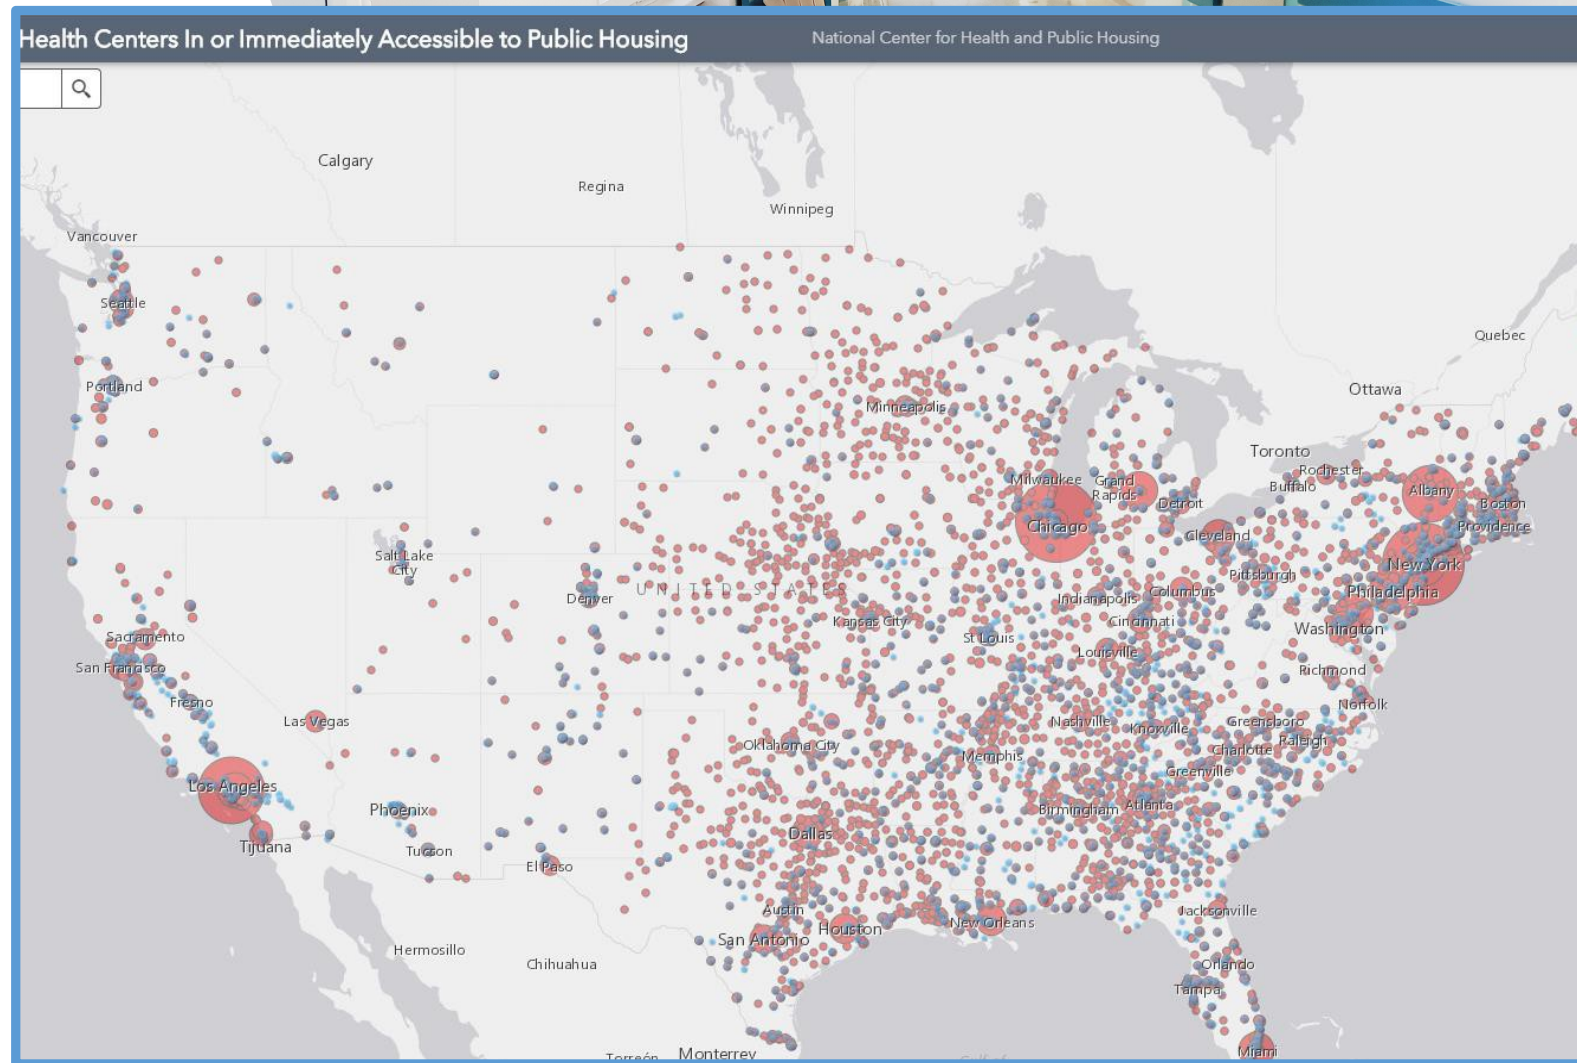 Health Centers In or Immediately Accessible to Public Housing
National Center for Health and Public Housing
Calgary
Regina
Winnipeg
Vancouver
Seattle
Quebec
Portland
Ottawa
Minneapolis
Toronto
Rochester
Buffalo
Milwaukee
Grand
Rapids
Detroit
Albany
Boston
Chicago
Providence
Cleveland
Salt Lake
City
New York
Pittsburgh
Denver
UNITED STATES
Indianapolis
Columbus
Philadelphia
Kansas City
Cincinnati
Washington
Sacramento
St Louis
Louisville
San Francisco
Richmond
Fresno
Norfolk
Las Vegas
Nashville
Knoxville
Greensboro
Oklahoma City
Raleigh
Charlotte
Memphis
Greenville
Los Angeles
Phoenix
Birmingham
Atlanta
Dallas
Tijuana
Tucson
El Paso
Austin
Jacksonville
San Antonio
Houston
New Orleans
Hermosillo
Chihuahua
Orlando
Tampa
Monterrey
Torreón
Miami